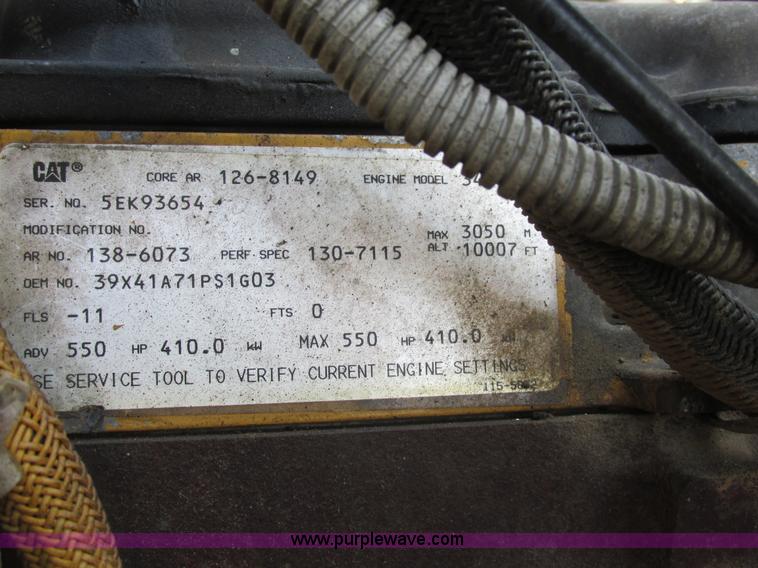 CAT® CORE AR 126-8149 ENGINE MODEL
SER. NO. 5EK93654
MODIFICATION NO.
AR NO. 138-6073 PERF.SPEC 130-7115 MAX ALT 3050 M 10007 FT
OEM NO. 39X41A71PS1G03
FLS -11 FTS 0
ADV 550 HP 410.0 kW MAX 550 HP 410.0 kW
SE SERVICE TOOL TO VERIFY CURRENT ENGINE SETTINGS
www.purplewave.com